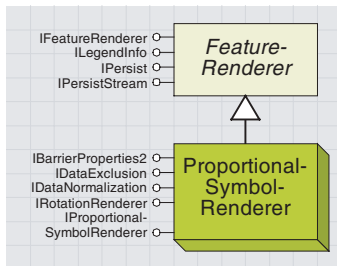 IFeatureRenderer
ILegendInfo
IPersist
IPersistStream
Feature-
Renderer
IBarrierProperties2
IDataExclusion
IDataNormalization
IRotationRenderer
IProportional-
SymbolRenderer
Proportional-
Symbol-
Renderer